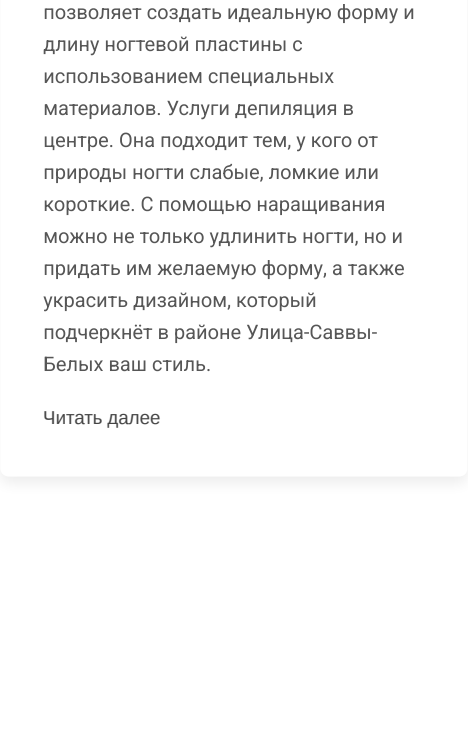 позволяет создать идеальную форму и
длину ногтевой пластины с
использованием специальных
материалов. Услуги депиляция в
центре. Она подходит тем, у кого от
природы ногти слабые, ломкие или
короткие. С помощью наращивания
можно не только удлинить ногти, но и
придать им желаемую форму, а также
украсить дизайном, который
подчеркнёт в районе Улица-Саввы-
Белых ваш стиль.
Читать далее